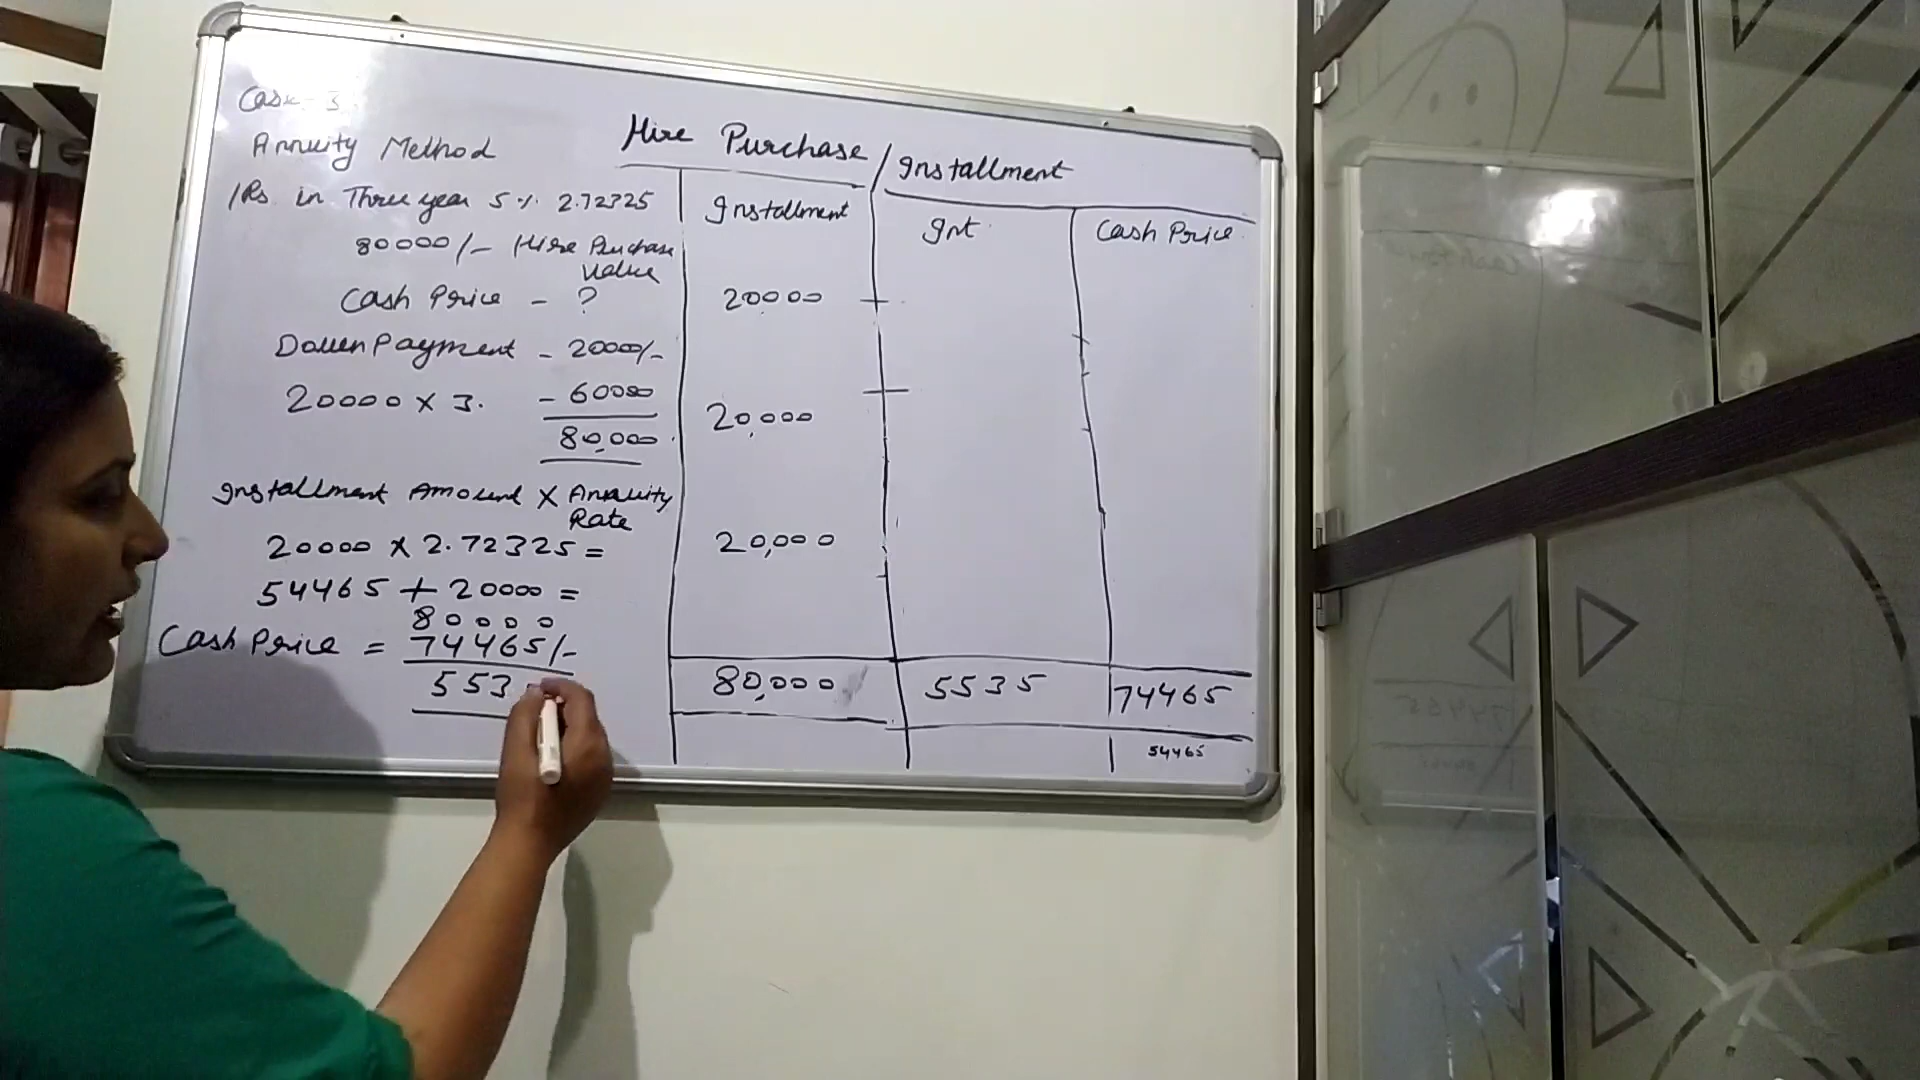 Case - 3
Annuity Method
1Rs in Three year 5 %. 2.72325
80000/- Hire Purchase
Value
Cash Price - ?
Down Payment - 20000/-
20000 X 3. - 60000
80,000
Installment Amount X Annuity
Rate
20000 X 2.72325 =
54465 + 20000 =
80000
Cash Price = 74465/-
553
Hire Purchase / Installment
Installment Int Cash Price
20000
20,000
20,000
80,000 5535 74465
54465